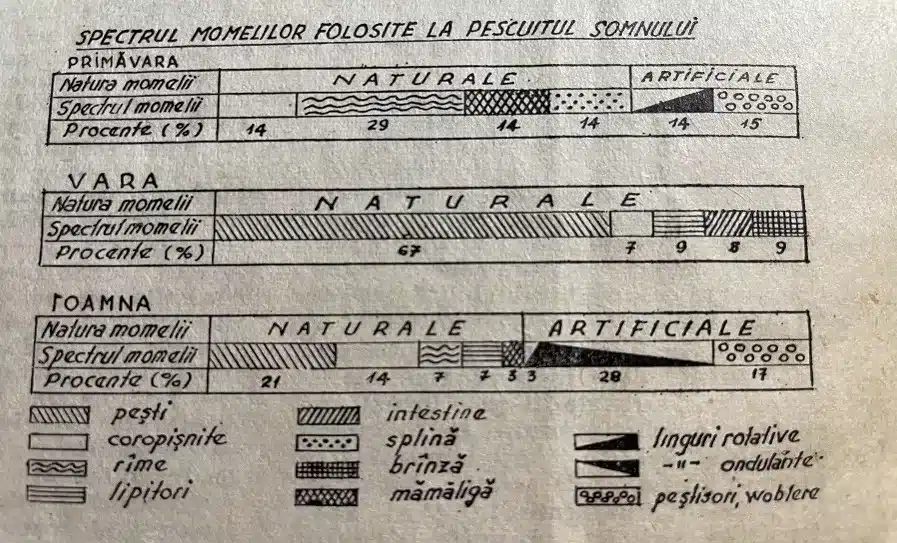 SPECTRUL MOMELILOR FOLOSITE LA PESCUITUL SOMNULUI
PRIMĂVARA
Natura momelii NATURALE ARTIFICIALE
Spectrul momelii
Procente (%) 14 29 14 14 14 15
VARA
Natura momelii NATURALE
Spectrul momelii
Procente (%) 67 7 9 8 9
TOAMNA
Natura momelii NATURALE ARTIFICIALE
Spectrul momelii
Procente (%) 21 14 7 7 3 3 28 17
pești intestine
coropișnițe splină linguri rotative
rîme brînză -"- ondulante
lipitori mămăligă peștișori, woblere